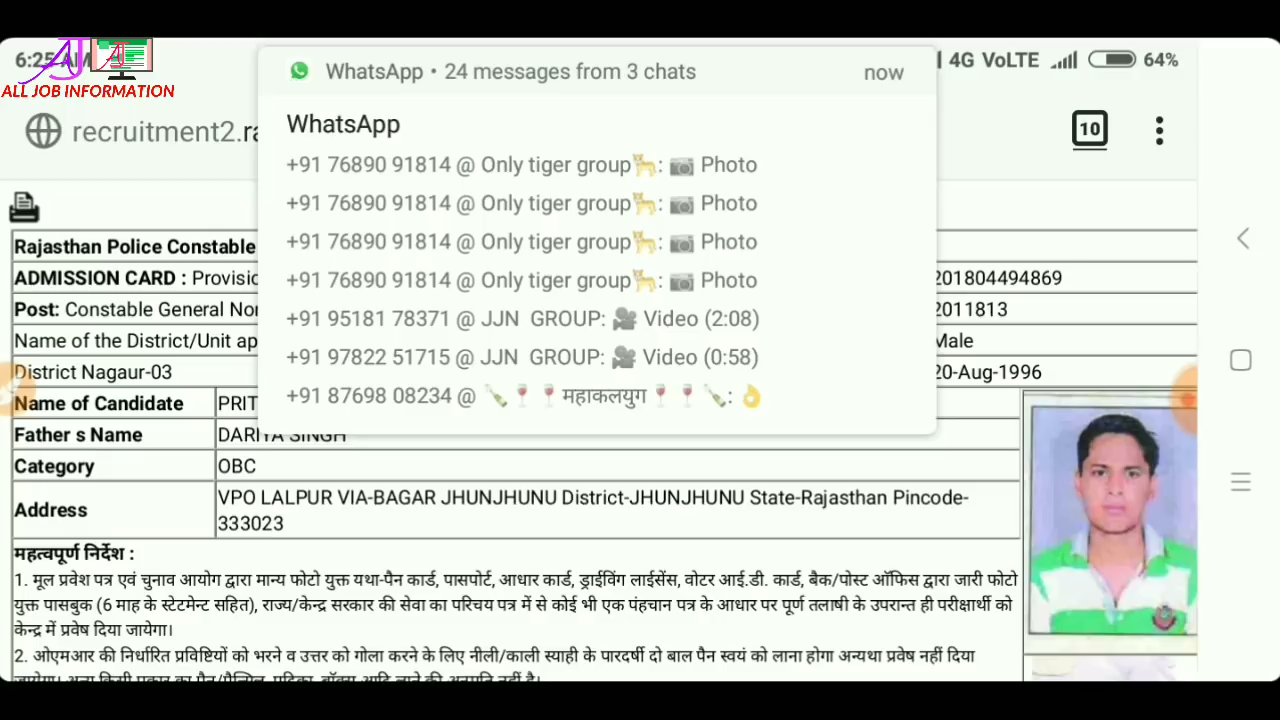 6:25 AM
ALL JOB INFORMATION
WhatsApp • 24 messages from 3 chats
now
4G VoLTE
64%
recruitment2.ra
10
WhatsApp
+91 76890 91814 @ Only tiger group🐆: 📷 Photo
+91 76890 91814 @ Only tiger group🐆: 📷 Photo
+91 76890 91814 @ Only tiger group🐆: 📷 Photo
+91 76890 91814 @ Only tiger group🐆: 📷 Photo
+91 95181 78371 @ JJN GROUP: 🎥 Video (2:08)
+91 97822 51715 @ JJN GROUP: 🎥 Video (0:58)
+91 87698 08234 @ 🍾🍷🍷महाकलयुग🍷🍷🍾: 👌
Rajasthan Police Constable
ADMISSION CARD : Provisio
201804494869
Post: Constable General Nor
2011813
Name of the District/Unit ap
Male
District Nagaur-03
20-Aug-1996
Name of Candidate PRIT
Father s Name DARIYA SINGH
Category OBC
Address VPO LALPUR VIA-BAGAR JHUNJHUNU District-JHUNJHUNU State-Rajasthan Pincode-
333023
महत्वपूर्ण निर्देश :
1. मूल प्रवेश पत्र एवं चुनाव आयोग द्वारा मान्य फोटो युक्त यथा-पैन कार्ड, पासपोर्ट, आधार कार्ड, ड्राईविंग लाईसेंस, वोटर आई.डी. कार्ड, बैंक/पोस्ट ऑफिस द्वारा जारी फोटो
युक्त पासबुक (6 माह के स्टेटमेन्ट सहित), राज्य/केन्द्र सरकार की सेवा का परिचय पत्र में से कोई भी एक पंहचान पत्र के आधार पर पूर्ण तलाषी के उपरान्त ही परीक्षार्थी को
केन्द्र में प्रवेष दिया जायेगा।
2. ओएमआर की निर्धारित प्रविष्टियों को भरने व उत्तर को गोला करने के लिए नीली/काली स्याही के पारदर्षी दो बाल पैन स्वयं को लाना होगा अन्यथा प्रवेष नहीं दिया